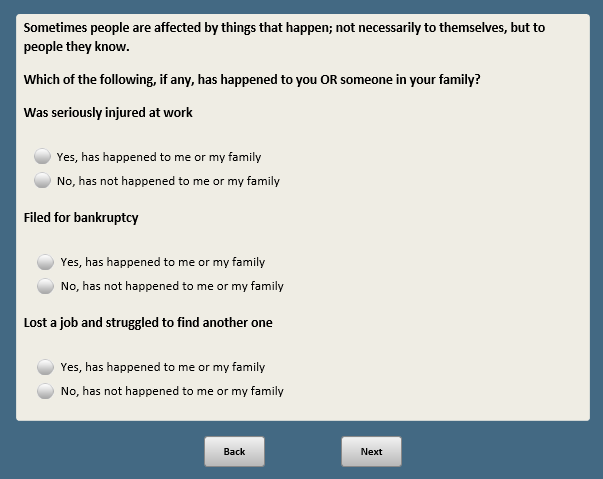 Sometimes people are affected by things that happen; not necessarily to themselves, but to
people they know.
Which of the following, if any, has happened to you OR someone in your family?
Was seriously injured at work
Yes, has happened to me or my family
No, has not happened to me or my family
Filed for bankruptcy
Yes, has happened to me or my family
No, has not happened to me or my family
Lost a job and struggled to find another one
Yes, has happened to me or my family
No, has not happened to me or my family
Back
Next